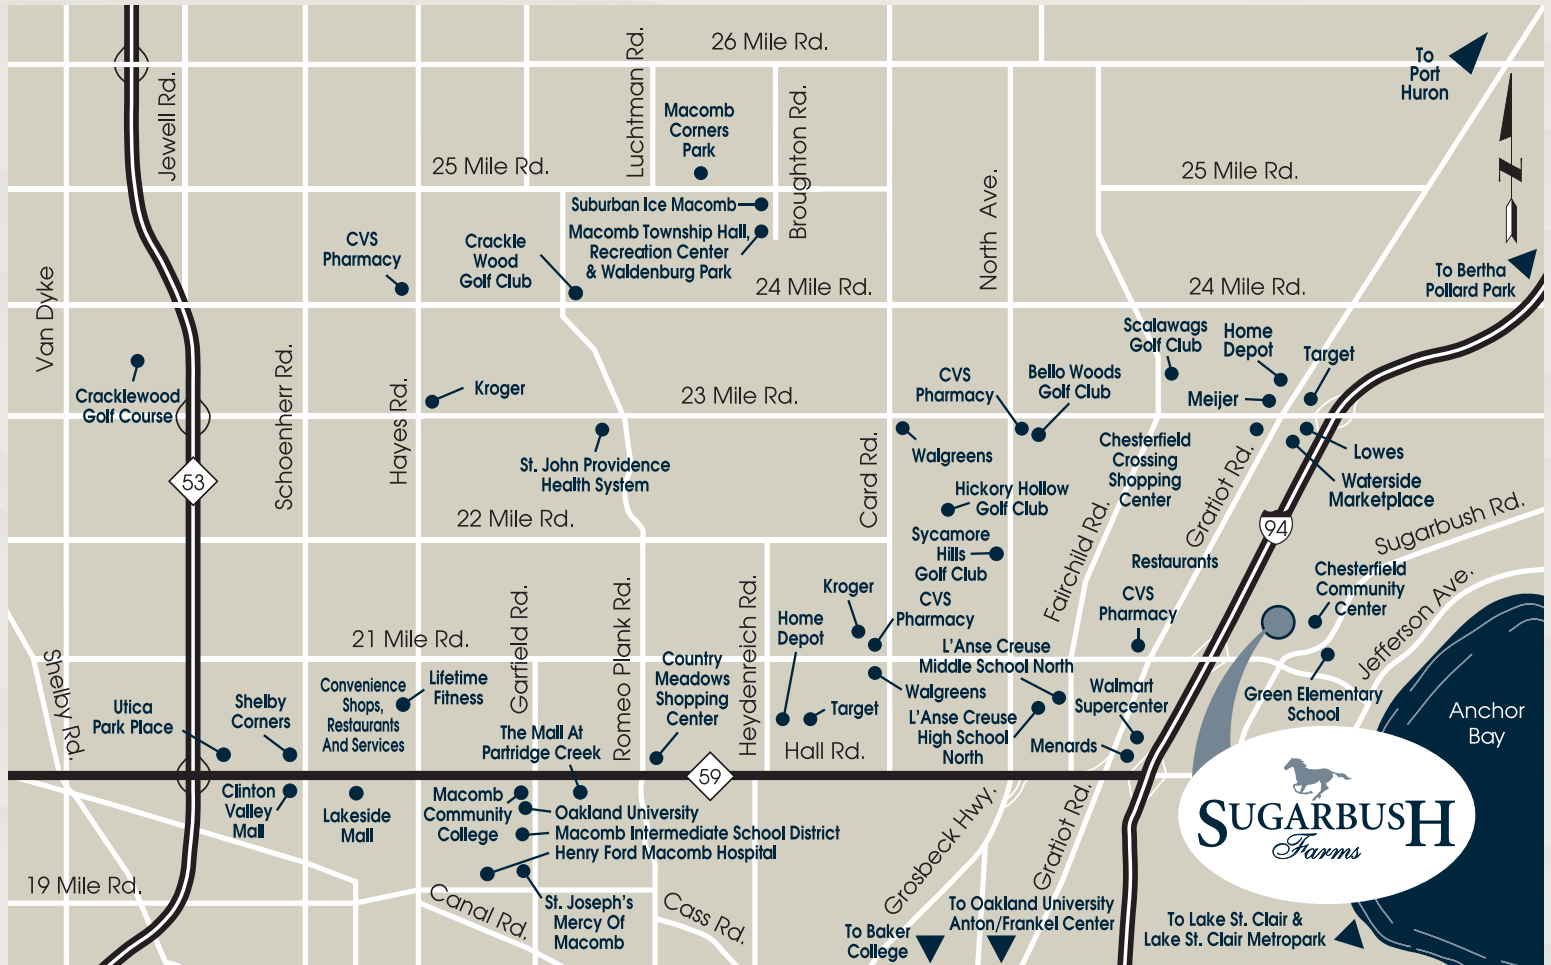 26 Mile Rd.
To
Port
Huron
Jewell Rd.
Luchtman Rd.
Macomb
Corners
Park
Broughton Rd.
25 Mile Rd.
25 Mile Rd.
N
Suburban Ice Macomb
Macomb Township Hall,
Recreation Center
& Waldenburg Park
North Ave.
CVS
Pharmacy
Crackle
Wood
Golf Club
24 Mile Rd.
24 Mile Rd.
To Bertha
Pollard Park
Van Dyke
Cracklewood
Golf Course
Schoenherr Rd.
Hayes Rd.
Kroger
23 Mile Rd.
CVS
Pharmacy
Bello Woods
Golf Club
Scalawags
Golf Club
Home
Depot
Target
Meijer
53
St. John Providence
Health System
Card Rd.
Walgreens
Chesterfield
Crossing
Shopping
Center
Gratiot Rd.
Lowes
Waterside
Marketplace
Hickory Hollow
Golf Club
22 Mile Rd.
Sycamore
Hills
Golf Club
Fairchild Rd.
94
Sugarbush Rd.
Restaurants
Chesterfield
Community
Center
Jefferson Ave.
CVS
Pharmacy
Kroger
CVS
Pharmacy
Home
Depot
Heydenreich Rd.
Romeo Plank Rd.
Garfield Rd.
21 Mile Rd.
L'Anse Creuse
Middle School North
Shelby Rd.
Country
Meadows
Shopping
Center
Convenience
Shops,
Restaurants
And Services
Lifetime
Fitness
Walgreens
Target
Walmart
Supercenter
Green Elementary
School
Utica
Park Place
Shelby
Corners
L'Anse Creuse
High School
North
Menards
Anchor
Bay
The Mall At
Partridge Creek
Hall Rd.
59
Clinton
Valley
Mall
Lakeside
Mall
Macomb
Community
College
Oakland University
Macomb Intermediate School District
Henry Ford Macomb Hospital
Grosbeck Hwy.
Gratiot Rd.
SUGARBUSH
Farms
19 Mile Rd.
Canal Rd.
St. Joseph's
Mercy Of
Macomb
Cass Rd.
To Baker
College
To Oakland University
Anton/Frankel Center
To Lake St. Clair &
Lake St. Clair Metropark